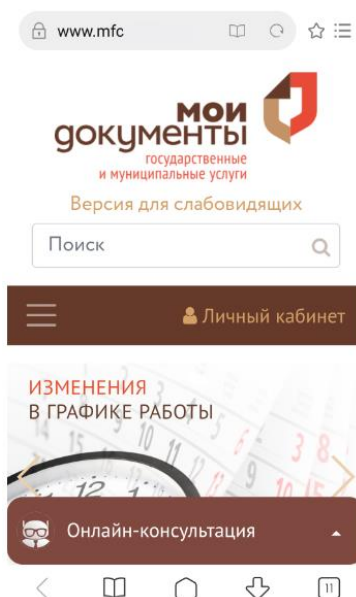 www.mfc
мои
документы
государственные
и муниципальные услуги
Версия для слабовидящих
Поиск
Личный кабинет
ИЗМЕНЕНИЯ
В ГРАФИКЕ РАБОТЫ
Онлайн-консультация
11